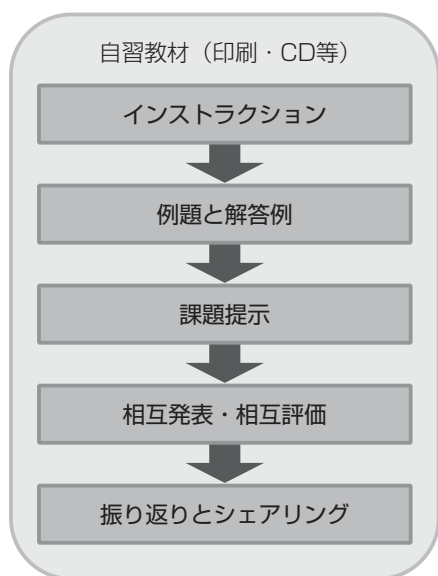 自習教材（印刷・CD等）
インストラクション
例題と解答例
課題提示
相互発表・相互評価
振り返りとシェアリング